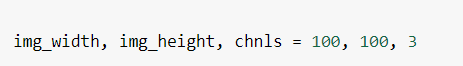 img_width, img_height, chnls = 100, 100, 3